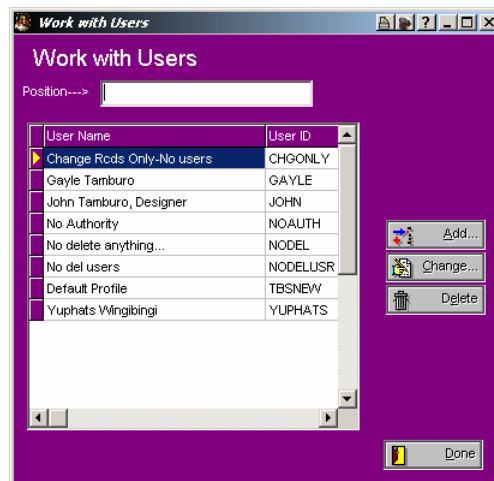 Work with Users
Work with Users
Position--->
User Name User ID
Change Rcds Only-No users CHGONLY
Gayle Tamburo GAYLE
John Tamburo, Designer JOHN
No Authority NOAUTH
No delete anything... NODEL
No del users NODELUSR
Default Profile TBSNEW
Yuphats Wingibingi YUPHATS
Add...
Change...
Delete
Done